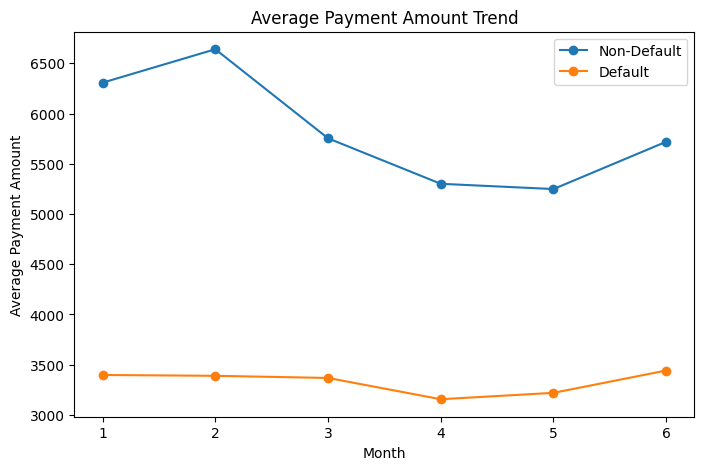 Average Payment Amount Trend
Non-Default
Default
Average Payment Amount
6500
6000
5500
5000
4500
4000
3500
3000
1 2 3 4 5 6
Month